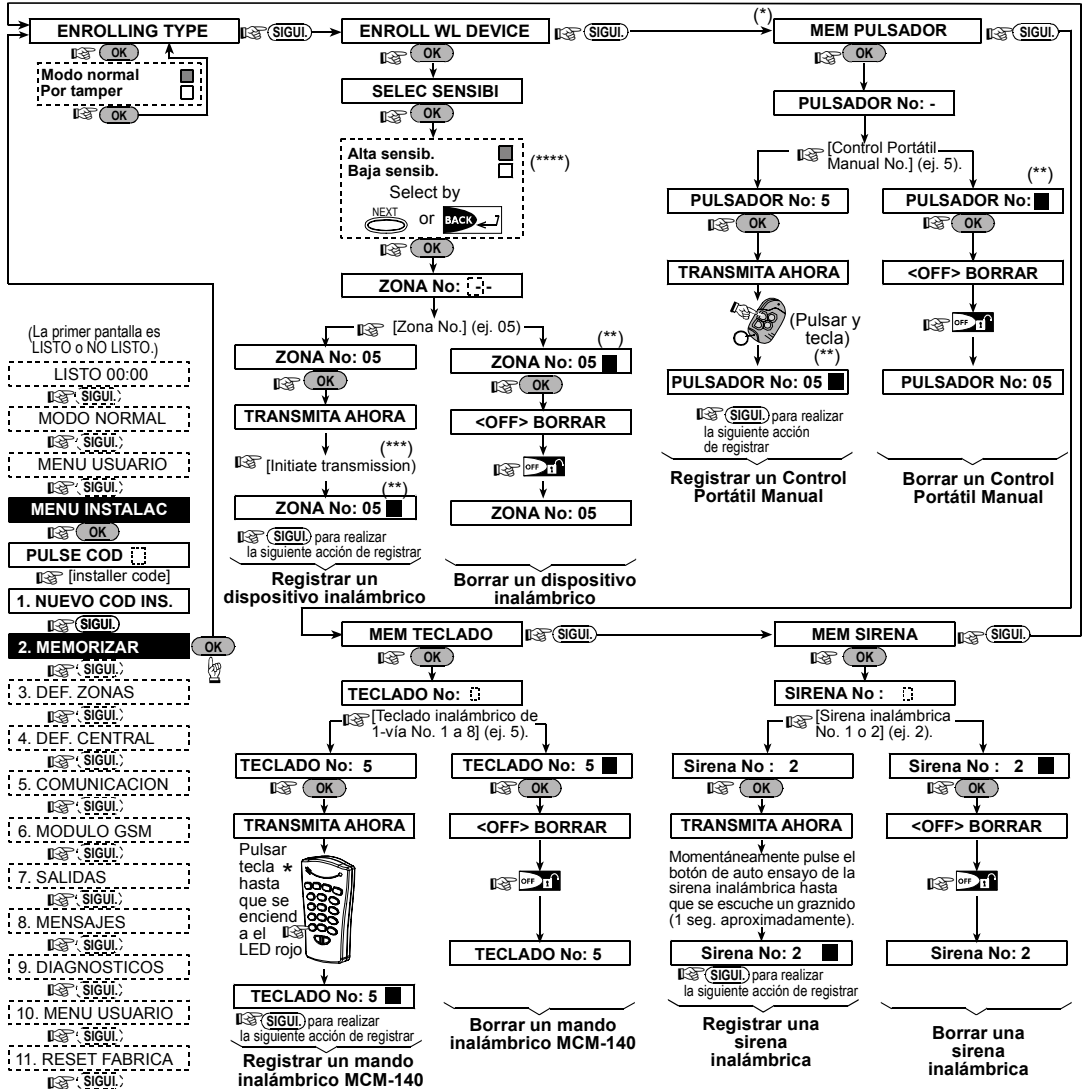 (*)
ENROLLING TYPE
SIGUI.
ENROLL WL DEVICE
SIGUI.
MEM PULSADOR
SIGUI.
OK
Modo normal
Por tamper
OK
OK
SELEC SENSIBI
OK
Alta sensib.
Baja sensib.
(****)
Select by
NEXT
or
BACK
OK
ZONA No: - -
[Zona No.] (ej. 05)
ZONA No: 05
OK
TRANSMITA AHORA
(***)
[Initiate transmission)
(**)
ZONA No: 05
SIGUI. para realizar
la siguiente acción de registrar
Registrar un
dispositivo inalámbrico
(**)
ZONA No: 05
OK
<OFF> BORRAR
OFF
ZONA No: 05
Borrar un dispositivo
inalámbrico
OK
PULSADOR No: -
[Control Portátil
Manual No.] (ej. 5).
PULSADOR No: 5
OK
TRANSMITA AHORA
(Pulsar y
tecla)
(**)
PULSADOR No: 05
SIGUI. para realizar
la siguiente acción
de registrar
Registrar un Control
Portátil Manual
(**)
PULSADOR No:
OK
<OFF> BORRAR
OFF
PULSADOR No: 05
Borrar un Control
Portátil Manual
(La primer pantalla es
LISTO o NO LISTO.)
LISTO 00:00
SIGUI.
MODO NORMAL
SIGUI.
MENU USUARIO
SIGUI.
MENU INSTALAC
OK
PULSE COD
[installer code]
1. NUEVO COD INS.
SIGUI.
2. MEMORIZAR
OK
SIGUI.
3. DEF. ZONAS
SIGUI.
4. DEF. CENTRAL
SIGUI.
5. COMUNICACION
SIGUI.
6. MODULO GSM
SIGUI.
7. SALIDAS
SIGUI.
8. MENSAJES
SIGUI.
9. DIAGNOSTICOS
SIGUI.
10. MENU USUARIO
SIGUI.
11. RESET FABRICA
SIGUI.
MEM TECLADO
SIGUI.
OK
TECLADO No:
[Teclado inalámbrico de
1-vía No. 1 a 8] (ej. 5).
TECLADO No: 5
OK
TRANSMITA AHORA
Pulsar
tecla *
hasta
que se
enciend
a el
LED rojo
TECLADO No: 5
SIGUI. para realizar
la siguiente acción de registrar
Registrar un mando
inalámbrico MCM-140
TECLADO No: 5
OK
<OFF> BORRAR
OFF
TECLADO No: 5
Borrar un mando
inalámbrico MCM-140
MEM SIRENA
SIGUI.
OK
SIRENA No :
[Sirena inalámbrica
No. 1 o 2] (ej. 2).
Sirena No : 2
OK
TRANSMITA AHORA
Momentáneamente pulse el
botón de auto ensayo de la
sirena inalámbrica hasta
que se escuche un graznido
(1 seg. aproximadamente).
Sirena No: 2
SIGUI. para realizar
la siguiente acción de registrar
Registrar una
sirena
inalámbrica
Sirena No : 2
OK
<OFF> BORRAR
OFF
Sirena No: 2
Borrar una
sirena
inalámbrica